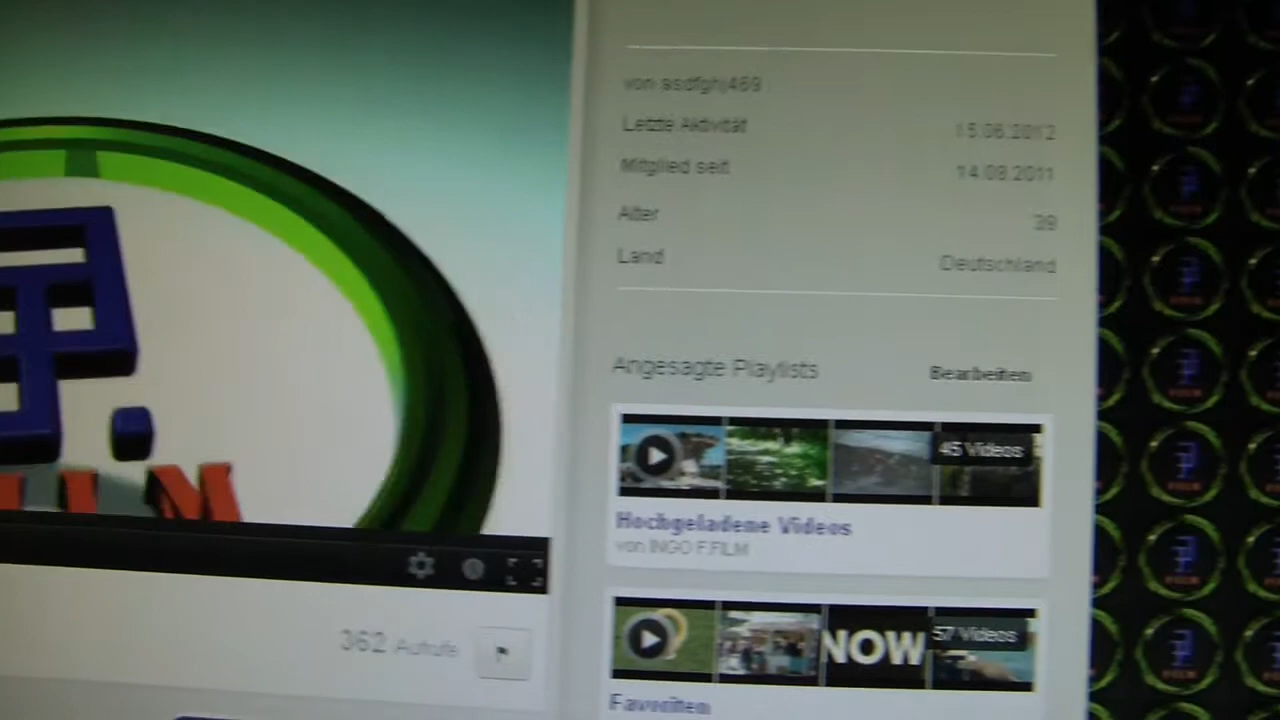 von asdfghj469
Letzte Aktivität 15.06.2012
Mitglied seit 14.08.2011
Alter 39
Land Deutschland
Angesagte Playlists Bearbeiten
45 Videos
Hochgeladene Videos
von INGO F.FILM
NOW
57 Videos
Favoriten
362 Aufrufe